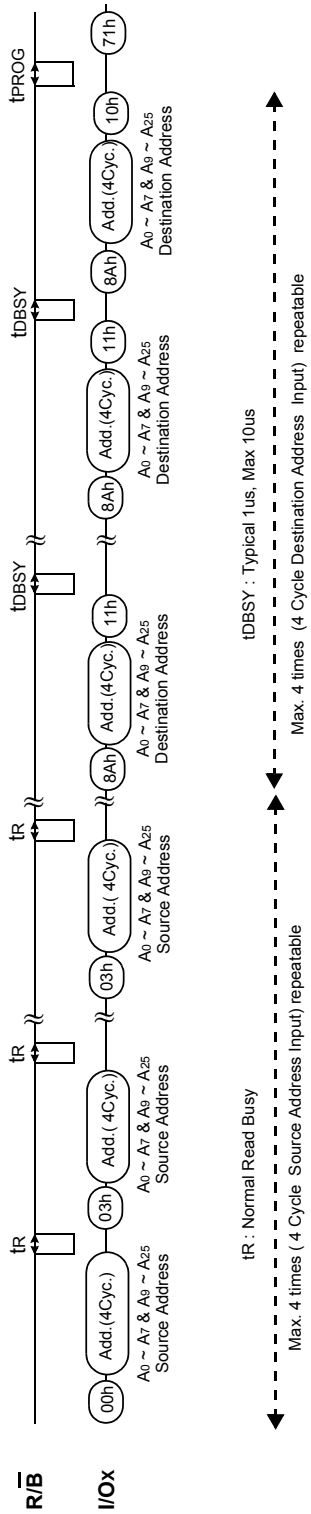 R/B
tR tR tR tDBSY tDBSY tPROG
I/Ox
00h Add.(4Cyc.) 03h Add.( 4Cyc.) 03h Add.( 4Cyc.) 8Ah Add.(4Cyc.) 11h 8Ah Add.(4Cyc.) 11h 8Ah Add.(4Cyc.) 10h 71h
A0 ~ A7 & A9 ~ A25
Source Address
A0 ~ A7 & A9 ~ A25
Source Address
A0 ~ A7 & A9 ~ A25
Source Address
A0 ~ A7 & A9 ~ A25
Destination Address
A0 ~ A7 & A9 ~ A25
Destination Address
A0 ~ A7 & A9 ~ A25
Destination Address
tR : Normal Read Busy
tDBSY : Typical 1us, Max 10us
Max. 4 times ( 4 Cycle Source Address Input) repeatable
Max. 4 times (4 Cycle Destination Address Input) repeatable